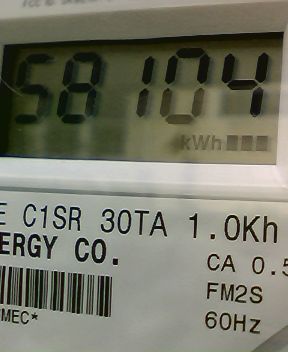 58104
kWh
E C1SR 30TA 1.0Kh
ERGY CO.
CA 0.5
FM2S
MEC*
60Hz